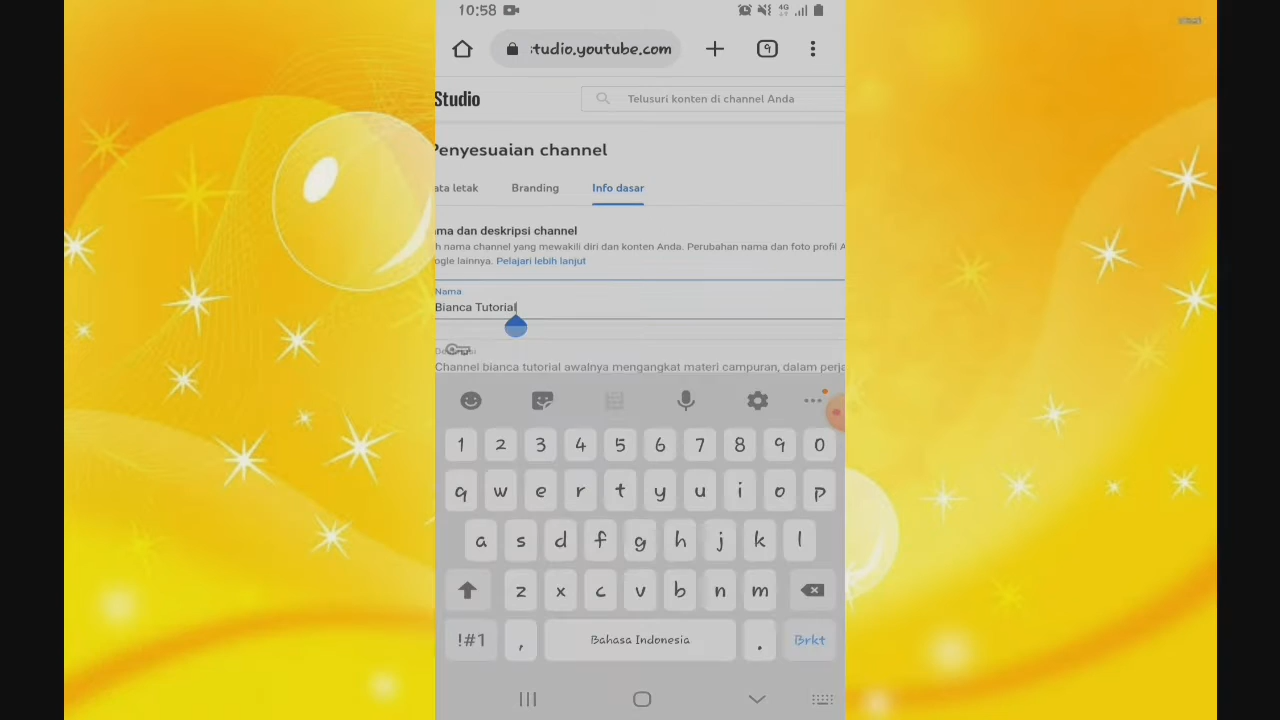 10:58
4G
9
:tudio.youtube.com
Studio
Telusuri konten di channel Anda
Penyesuaian channel
ata letak Branding Info dasar
ma dan deskripsi channel
h nama channel yang mewakili diri dan konten Anda. Perubahan nama dan foto profil A
ogle lainnya. Pelajari lebih lanjut
Nama
Bianca Tutorial
Deskripsi
Channel bianca tutorial awalnya mengangkat materi campuran, dalam perja
1 2 3 4 5 6 7 8 9 0
q w e r t y u i o p
a s d f g h j k l
z x c v b n m
!#1 , Bahasa Indonesia . Brkt